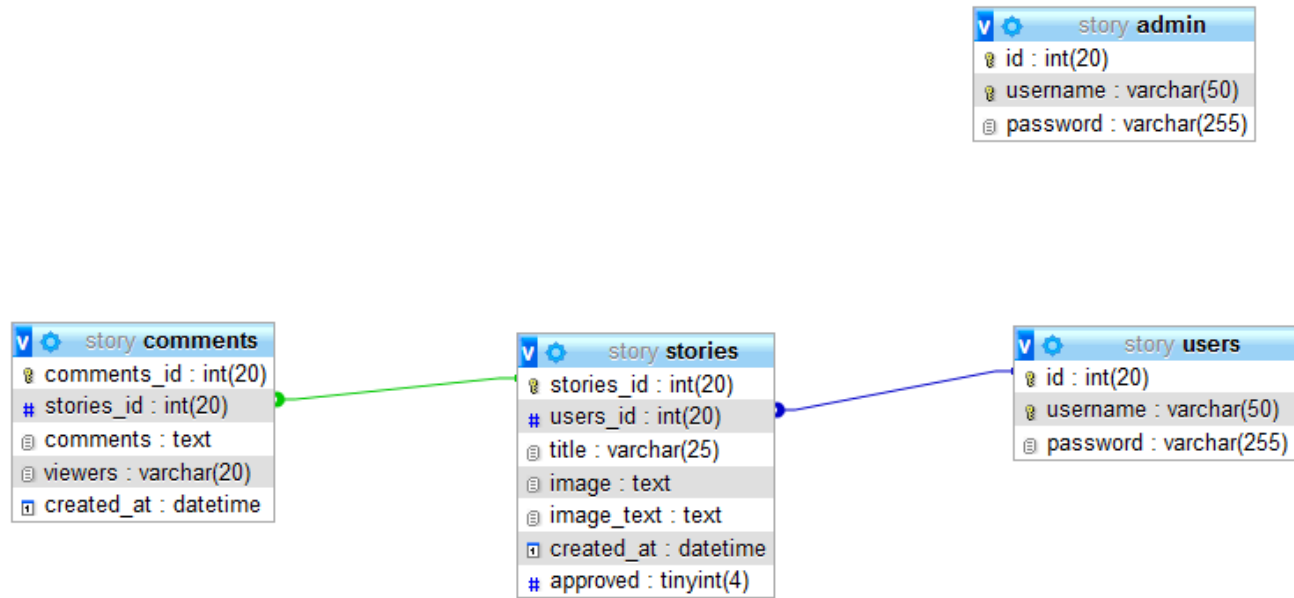 v story admin
id : int(20)
username : varchar(50)
password : varchar(255)
v story comments
comments_id : int(20)
# stories_id : int(20)
comments : text
viewers : varchar(20)
created_at : datetime
v story stories
stories_id : int(20)
# users_id : int(20)
title : varchar(25)
image : text
image_text : text
created_at : datetime
# approved : tinyint(4)
v story users
id : int(20)
username : varchar(50)
password : varchar(255)